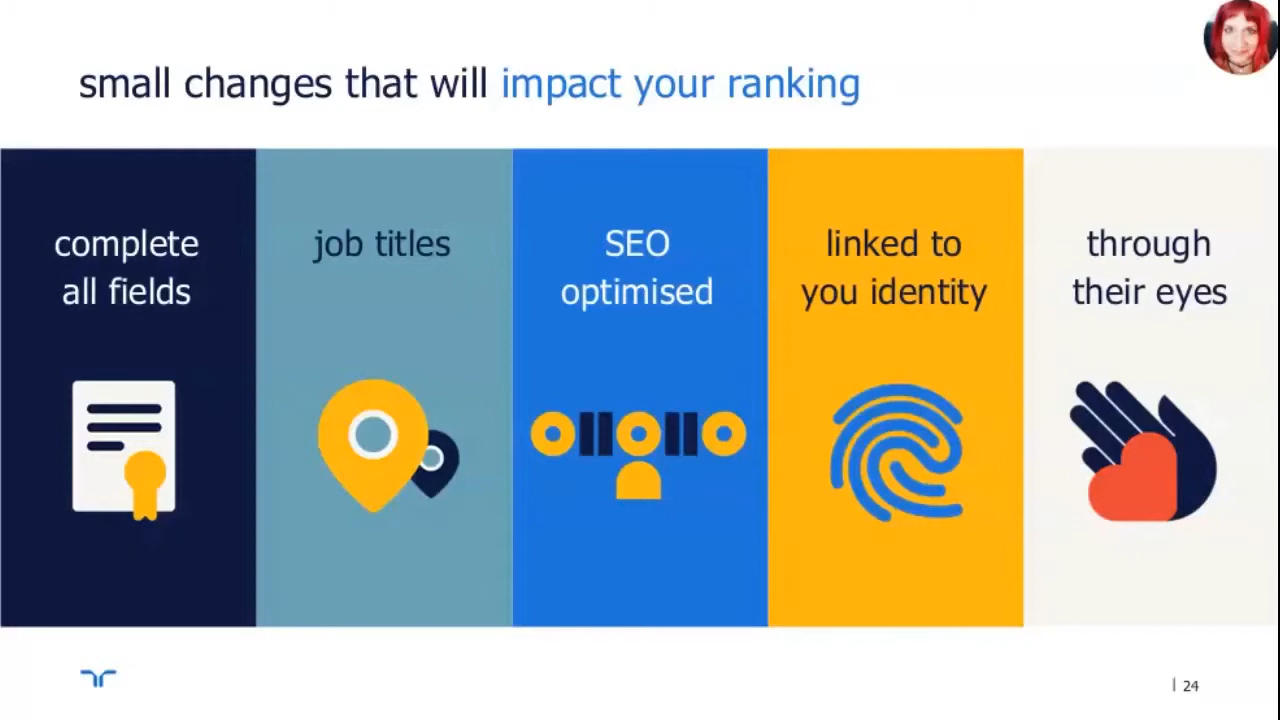 small changes that will impact your ranking
complete
all fields
job titles
SEO
optimised
linked to
you identity
through
their eyes
| 24